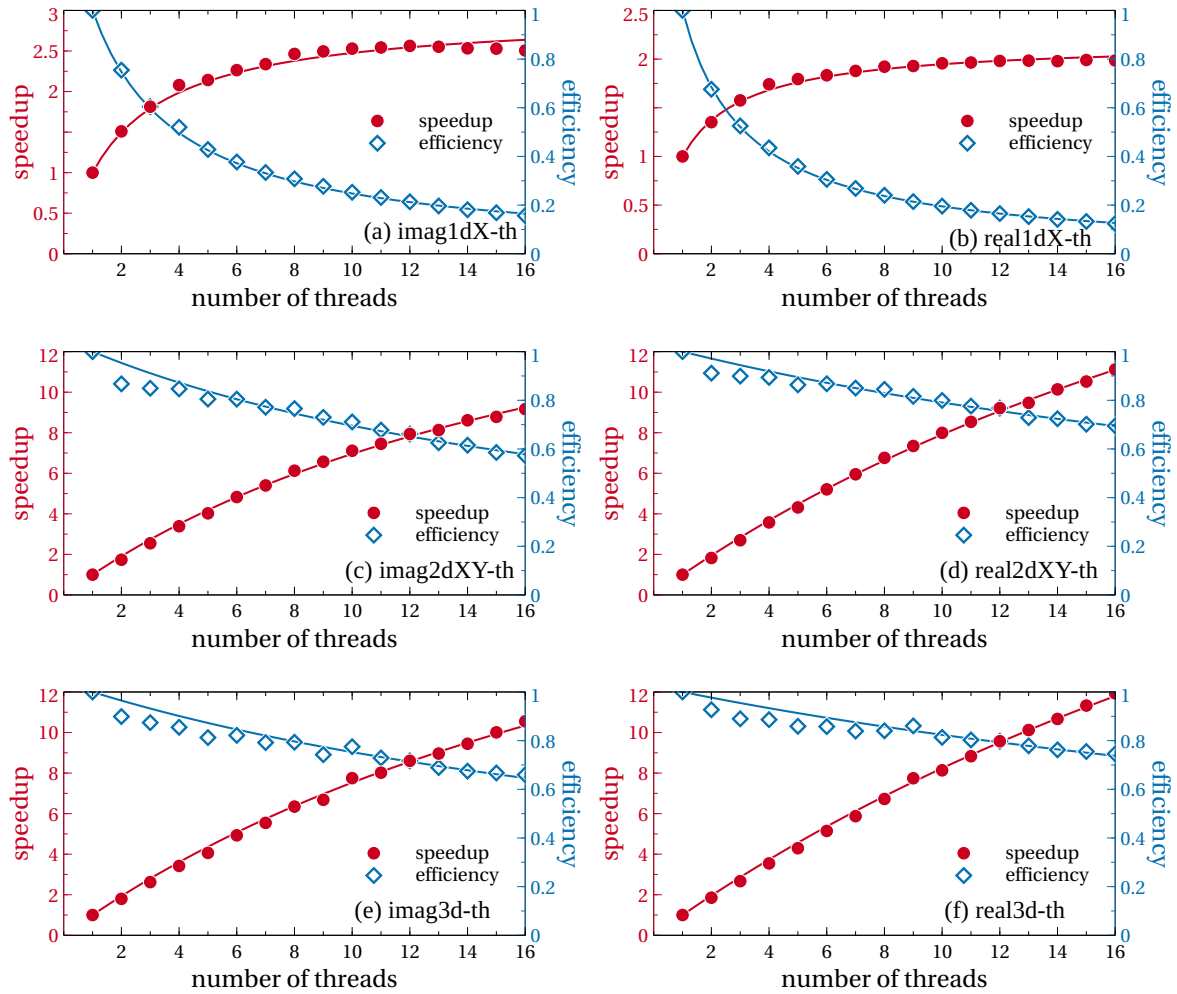 3
2.5
2
1
0.5
0
speedup
1
0.8
0.6
0.4
0.2
0
efficiency
speedup
efficiency
(a) imag1dX-th
2 4 6 8 10 12 14 16
number of threads
2.5
2
1
0.5
0
speedup
1
0.8
0.6
0.4
0.2
0
efficiency
speedup
efficiency
(b) real1dX-th
2 4 6 8 10 12 14 16
number of threads
12
10
8
6
4
2
0
speedup
1
0.8
0.6
0.4
0.2
0
efficiency
speedup
efficiency
(c) imag2dXY-th
2 4 6 8 10 12 14 16
number of threads
12
10
8
6
4
2
0
speedup
1
0.8
0.6
0.4
0.2
0
efficiency
speedup
efficiency
(d) real2dXY-th
2 4 6 8 10 12 14 16
number of threads
12
10
8
6
4
2
0
speedup
1
0.8
0.6
0.4
0.2
0
efficiency
speedup
efficiency
(e) imag3d-th
2 4 6 8 10 12 14 16
number of threads
12
10
8
6
4
2
0
speedup
1
0.8
0.6
0.4
0.2
0
efficiency
speedup
efficiency
(f) real3d-th
2 4 6 8 10 12 14 16
number of threads